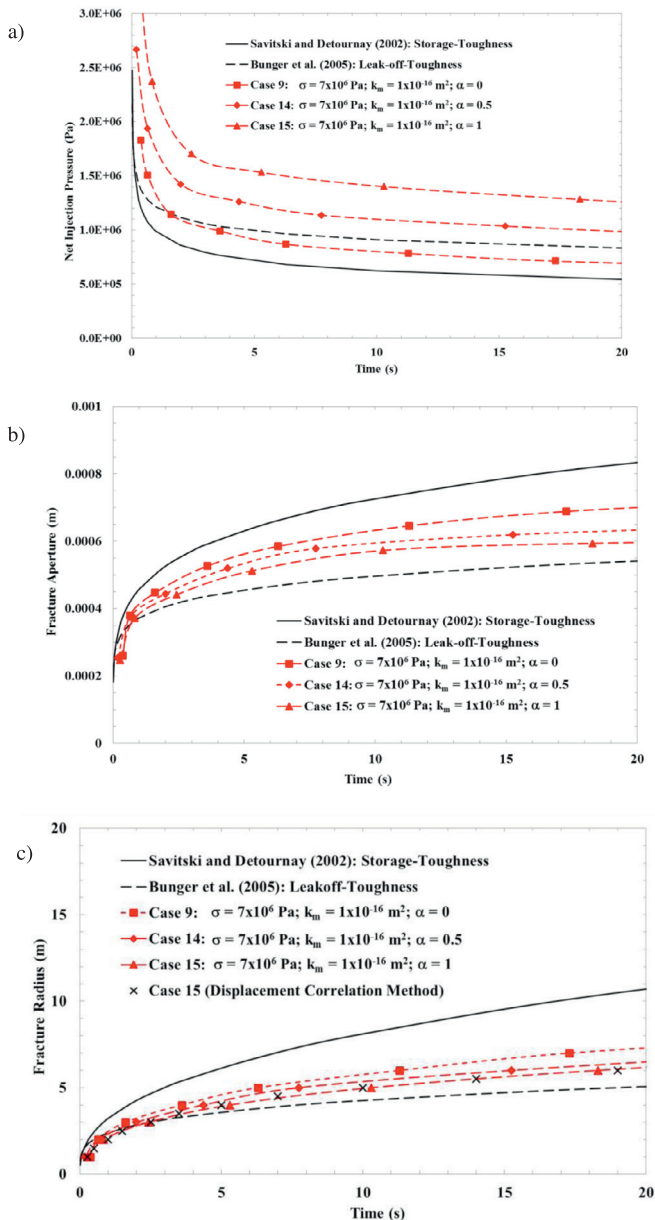 a)
3.0E+06
2.5E+06
2.0E+06
1.5E+06
1.0E+06
5.0E+05
0.0E+06
Net Injection Pressure (Pa)
Savitski and Detournay (2002): Storage-Toughness
Bunger et al. (2005): Leak-off-Toughness
Case 9: σ = 7x10⁶ Pa; kₘ = 1x10⁻¹⁶ m²; α = 0
Case 14: σ = 7x10⁶ Pa; kₘ = 1x10⁻¹⁶ m²; α = 0.5
Case 15: σ = 7x10⁶ Pa; kₘ = 1x10⁻¹⁶ m²; α = 1
0 5 10 15 20
Time (s)
b)
0.001
0.0008
0.0006
0.0004
0.0002
0
Fracture Aperture (m)
Savitski and Detournay (2002): Storage-Toughness
Bunger et al. (2005): Leak-off-Toughness
Case 9: σ = 7x10⁶ Pa; kₘ = 1x10⁻¹⁶ m²; α = 0
Case 14: σ = 7x10⁶ Pa; kₘ = 1x10⁻¹⁶ m²; α = 0.5
Case 15: σ = 7x10⁶ Pa; kₘ = 1x10⁻¹⁶ m²; α = 1
0 5 10 15 20
Time (s)
c)
20
15
10
5
0
Fracture Radius (m)
Savitski and Detournay (2002): Storage-Toughness
Bunger et al. (2005): Leakoff-Toughness
Case 9: σ = 7x10⁶ Pa; kₘ = 1x10⁻¹⁶ m²; α = 0
Case 14: σ = 7x10⁶ Pa; kₘ = 1x10⁻¹⁶ m²; α = 0.5
Case 15: σ = 7x10⁶ Pa; kₘ = 1x10⁻¹⁶ m²; α = 1
Case 15 (Displacement Correlation Method)
0 5 10 15 20
Time (s)